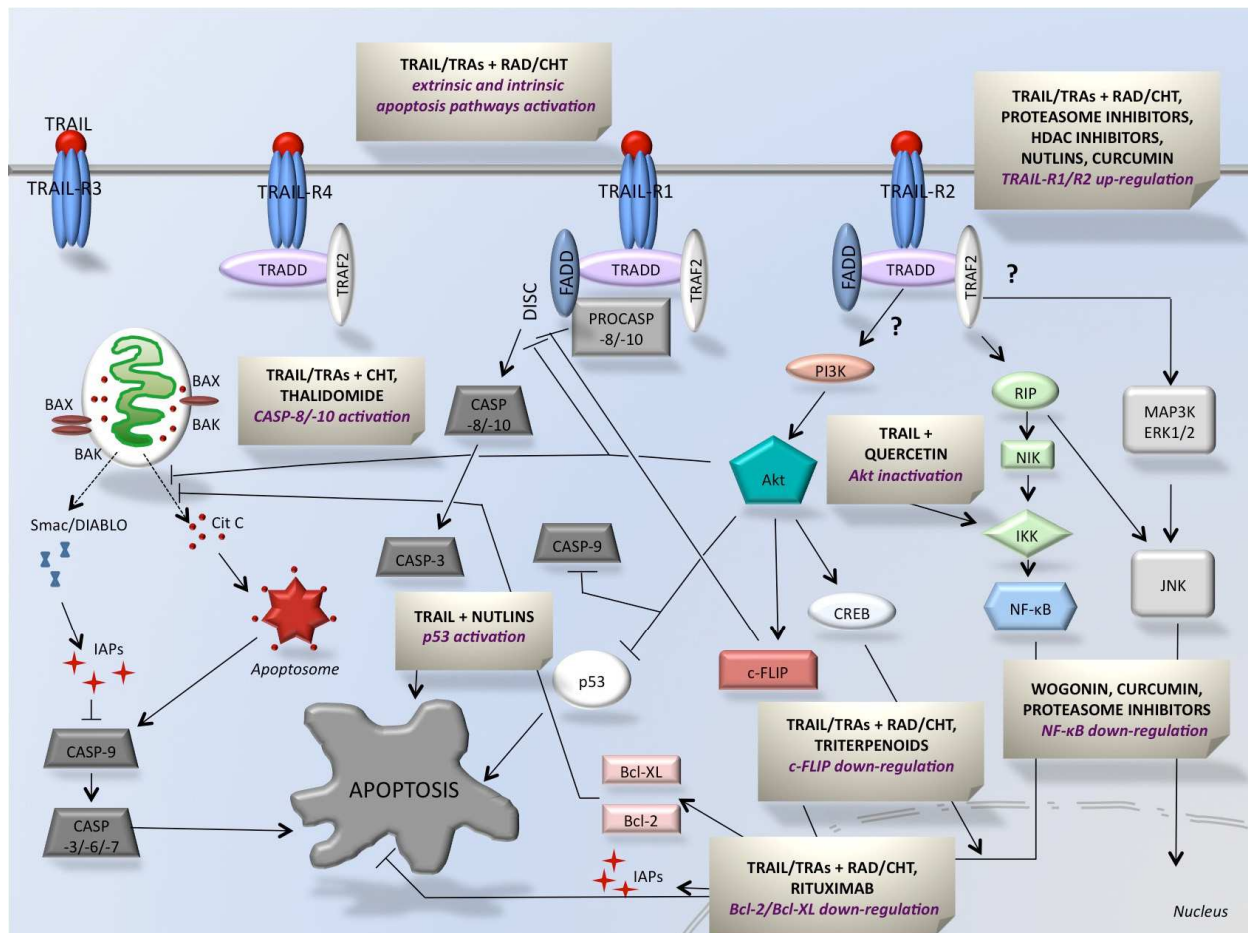 TRAIL/TRAs + RAD/CHT
extrinsic and intrinsic
apoptosis pathways activation
TRAIL/TRAs + RAD/CHT,
PROTEASOME INHIBITORS,
HDAC INHIBITORS,
NUTLINS, CURCUMIN
TRAIL-R1/R2 up-regulation
TRAIL
TRAIL-R3
TRAIL-R4
TRAIL-R1
TRAIL-R2
TRADD
TRAF2
DISC
FADD
TRADD
TRAF2
PROCASP
-8/-10
FADD
TRADD
TRAF2
?
?
BAX
BAK
BAX
BAK
TRAIL/TRAs + CHT,
THALIDOMIDE
CASP-8/-10 activation
CASP
-8/-10
PI3K
RIP
MAP3K
ERK1/2
TRAIL +
QUERCETIN
Akt inactivation
NIK
Akt
Smac/DIABLO
Cit C
CASP-3
CASP-9
IKK
JNK
CREB
NF-κB
TRAIL + NUTLINS
p53 activation
IAPs
Apoptosome
p53
c-FLIP
WOGONIN, CURCUMIN,
PROTEASOME INHIBITORS
NF-κB down-regulation
TRAIL/TRAs + RAD/CHT,
TRITERPENOIDS
c-FLIP down-regulation
CASP-9
APOPTOSIS
Bcl-XL
Bcl-2
CASP
-3/-6/-7
IAPs
TRAIL/TRAs + RAD/CHT,
RITUXIMAB
Bcl-2/Bcl-XL down-regulation
Nucleus